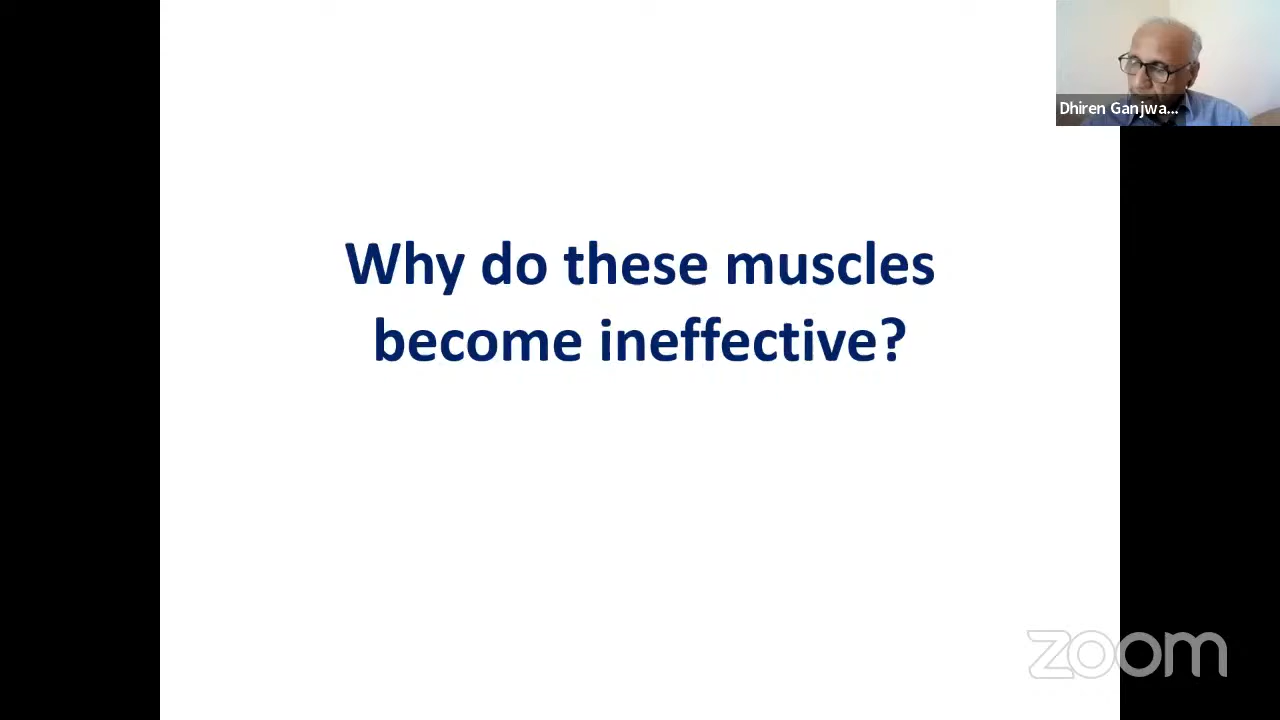 Dhiren Ganjwa...
Why do these muscles
become ineffective?
zoom